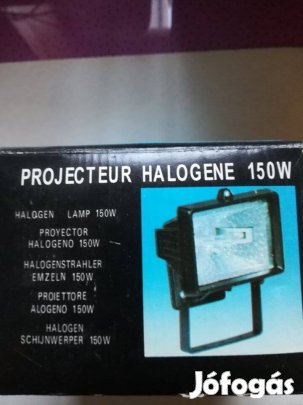 PROJECTEUR HALOGENE 150W
HALOGEN LAMP 150W
PROYECTOR
HALOGENO 150W
HALOGENSTRAHLER
EMZELN 150W
PROIETTORE
ALOGENO 150W
HALOGEN
SCHIJNWERPER 150W
Jófogás